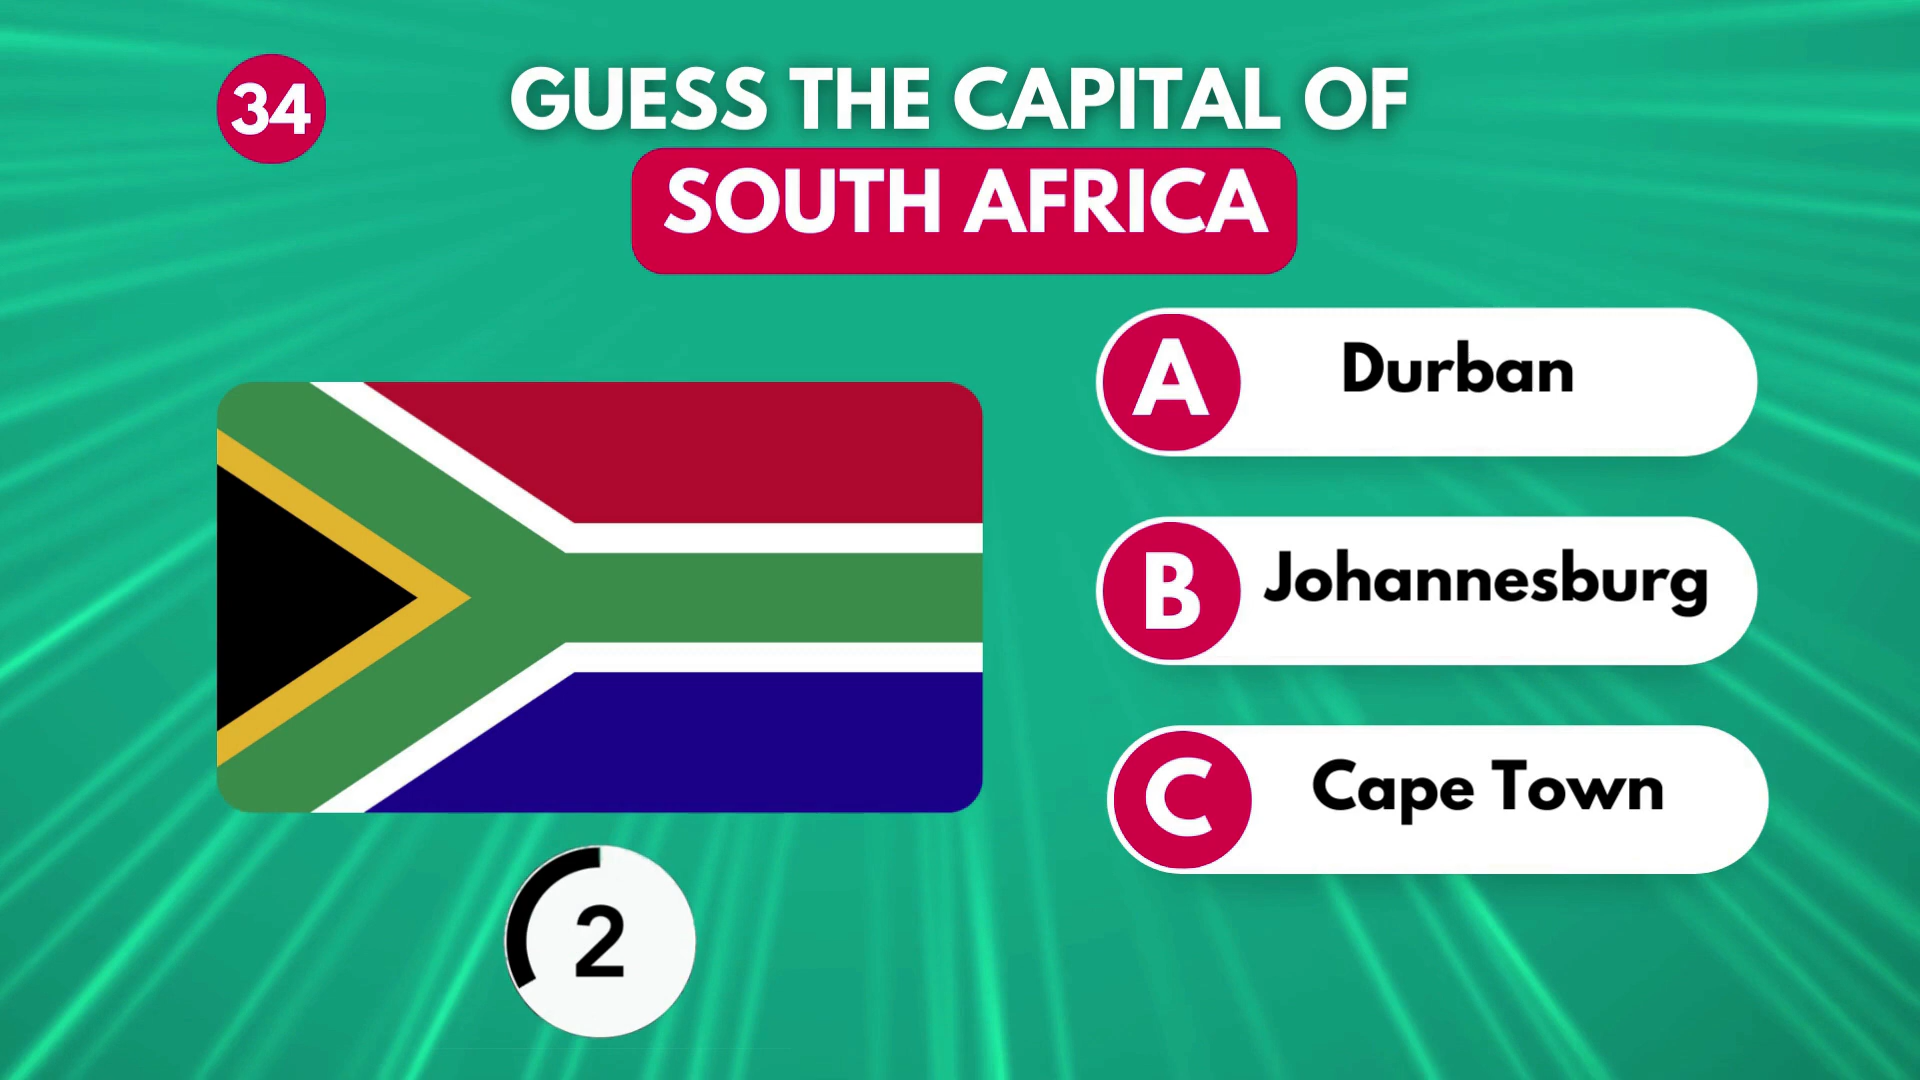 34
GUESS THE CAPITAL OF
SOUTH AFRICA
A Durban
B Johannesburg
C Cape Town
2